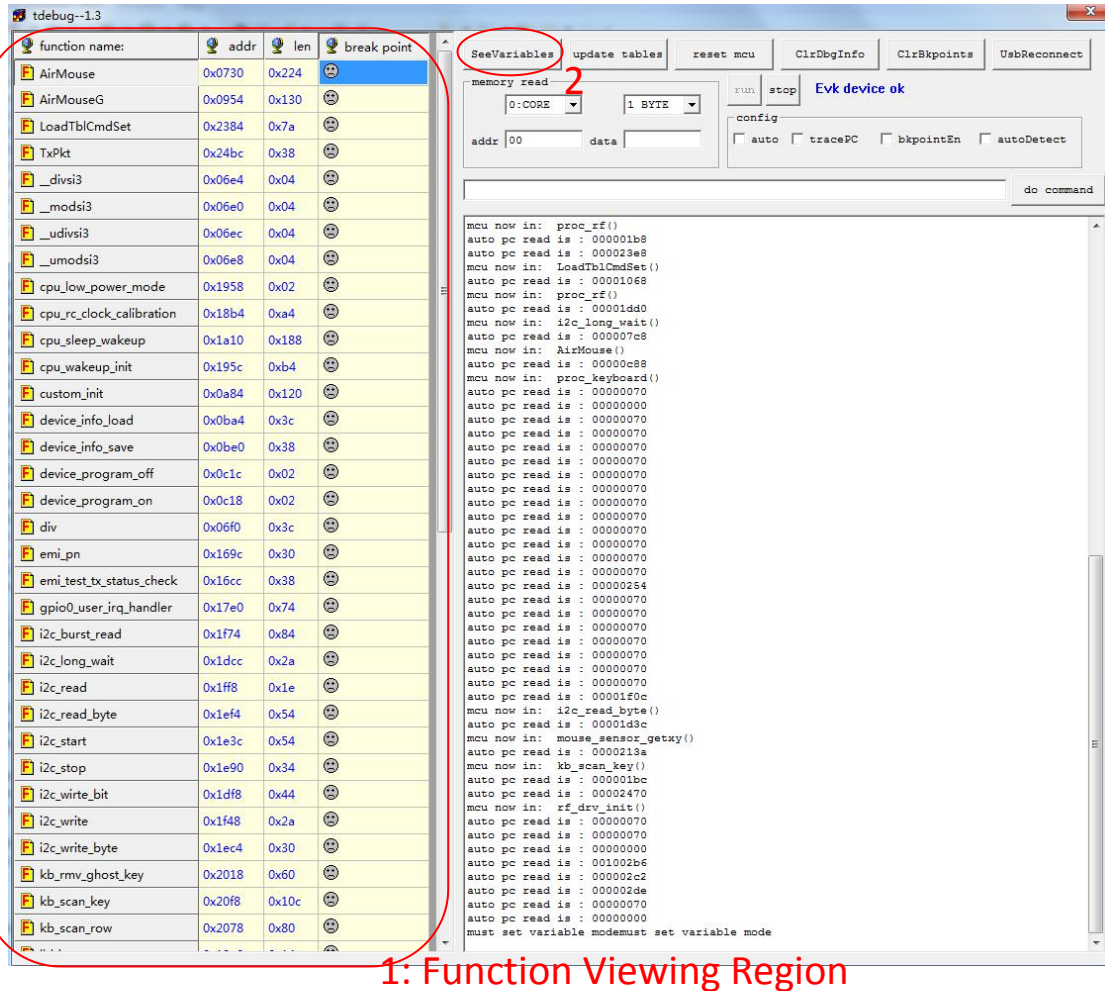 tdebug--1.3
function name: addr len break point
AirMouse 0x0730 0x224
AirMouseG 0x0954 0x130
LoadTblCmdSet 0x2384 0x7a
TxPkt 0x24bc 0x38
__divsi3 0x06e4 0x04
__modsi3 0x06e0 0x04
__udivsi3 0x06ec 0x04
__umodsi3 0x06e8 0x04
cpu_low_power_mode 0x1958 0x02
cpu_rc_clock_calibration 0x18b4 0xa4
cpu_sleep_wakeup 0x1a10 0x188
cpu_wakeup_init 0x195c 0xb4
custom_init 0x0a84 0x120
device_info_load 0x0ba4 0x3c
device_info_save 0x0be0 0x38
device_program_off 0x0c1c 0x02
device_program_on 0x0c18 0x02
div 0x06f0 0x3c
emi_pn 0x169c 0x30
emi_test_tx_status_check 0x16cc 0x38
gpio0_user_irq_handler 0x17e0 0x74
i2c_burst_read 0x1f74 0x84
i2c_long_wait 0x1dcc 0x2a
i2c_read 0x1ff8 0x1e
i2c_read_byte 0x1ef4 0x54
i2c_start 0x1e3c 0x54
i2c_stop 0x1e90 0x34
i2c_wirte_bit 0x1df8 0x44
i2c_write 0x1f48 0x2a
i2c_write_byte 0x1ec4 0x30
kb_rmv_ghost_key 0x2018 0x60
kb_scan_key 0x20f8 0x10c
kb_scan_row 0x2078 0x80
SeeVariables update tables reset mcu ClrDbgInfo ClrBkpoints UsbReconnect
2
memory read
0:CORE 1 BYTE
addr 00 data
run stop Evk device ok
config
auto tracePC bkpointEn autoDetect
do command
mcu now in: proc_rf()
auto pc read is : 000001b8
auto pc read is : 000023e8
mcu now in: LoadTblCmdSet()
auto pc read is : 00001068
mcu now in: proc_rf()
auto pc read is : 00001dd0
mcu now in: i2c_long_wait()
auto pc read is : 000007c8
mcu now in: AirMouse()
auto pc read is : 00000c88
mcu now in: proc_keyboard()
auto pc read is : 00000070
auto pc read is : 00000000
auto pc read is : 00000070
auto pc read is : 00000070
auto pc read is : 00000070
auto pc read is : 00000070
auto pc read is : 00000070
auto pc read is : 00000070
auto pc read is : 00000070
auto pc read is : 00000070
auto pc read is : 00000070
auto pc read is : 00000070
auto pc read is : 00000070
auto pc read is : 00000070
auto pc read is : 00000254
auto pc read is : 00000070
auto pc read is : 00000070
auto pc read is : 00000070
auto pc read is : 00000070
auto pc read is : 00000070
auto pc read is : 00000070
auto pc read is : 00000070
auto pc read is : 00001f0c
mcu now in: i2c_read_byte()
auto pc read is : 00001d3c
mcu now in: mouse_sensor_getxy()
auto pc read is : 0000213a
mcu now in: kb_scan_key()
auto pc read is : 000001bc
auto pc read is : 00002470
mcu now in: rf_drv_init()
auto pc read is : 00000070
auto pc read is : 00000070
auto pc read is : 00000000
auto pc read is : 001002b6
auto pc read is : 000002c2
auto pc read is : 000002de
auto pc read is : 00000070
auto pc read is : 00000000
must set variable modemust set variable mode
1: Function Viewing Region